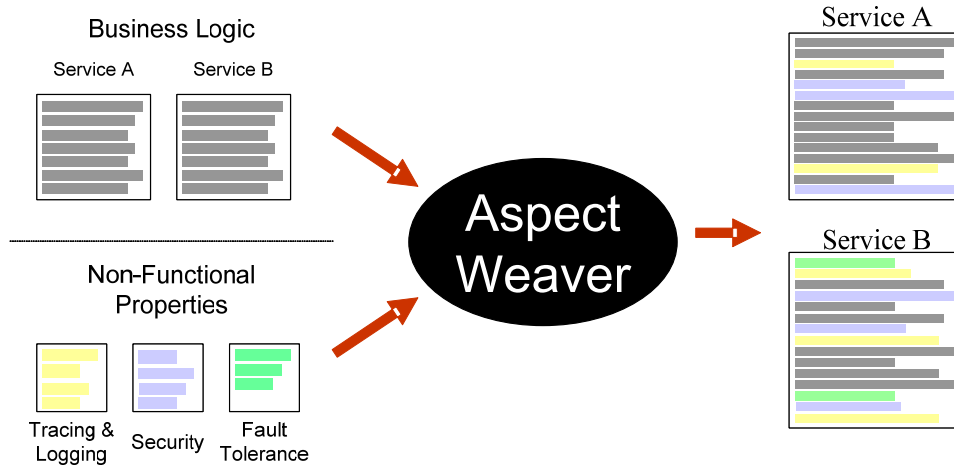 Business Logic
Service A
Service B
Non-Functional
Properties
Tracing &
Logging
Security
Fault
Tolerance
Aspect
Weaver
Service A
Service B